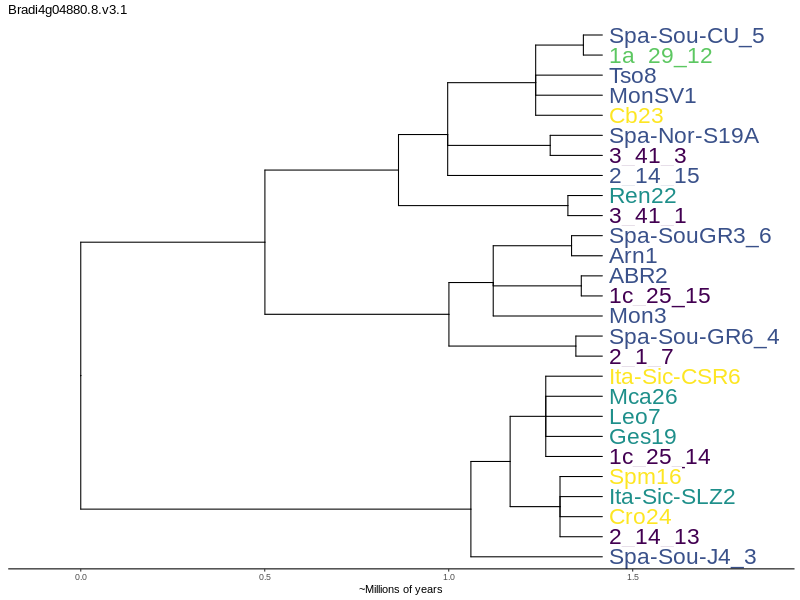 Bradi4g04880.8.v3.1
Spa-Sou-CU_5
1a_29_12
Tso8
MonSV1
Cb23
Spa-Nor-S19A
3_41_3
2_14_15
Ren22
3_41_1
Spa-SouGR3_6
Arn1
ABR2
1c_25_15
Mon3
Spa-Sou-GR6_4
2_1_7
Ita-Sic-CSR6
Mca26
Leo7
Ges19
1c_25_14
Spm16
Ita-Sic-SLZ2
Cro24
2_14_13
Spa-Sou-J4_3
0.0 0.5 1.0 1.5
~Millions of years